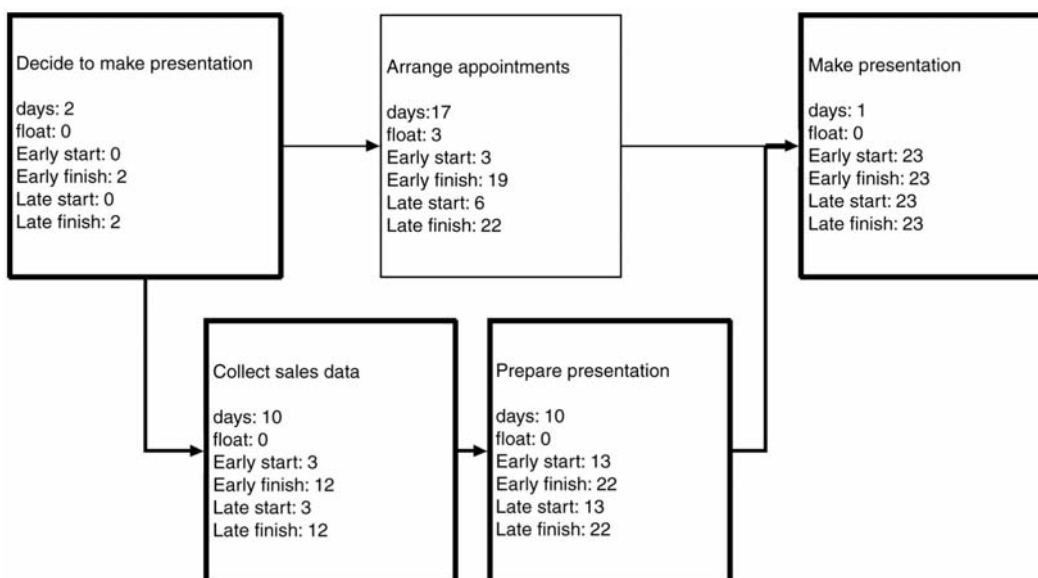 Decide to make presentation
days: 2
float: 0
Early start: 0
Early finish: 2
Late start: 0
Late finish: 2
Arrange appointments
days:17
float: 3
Early start: 3
Early finish: 19
Late start: 6
Late finish: 22
Make presentation
days: 1
float: 0
Early start: 23
Early finish: 23
Late start: 23
Late finish: 23
Collect sales data
days: 10
float: 0
Early start: 3
Early finish: 12
Late start: 3
Late finish: 12
Prepare presentation
days: 10
float: 0
Early start: 13
Early finish: 22
Late start: 13
Late finish: 22